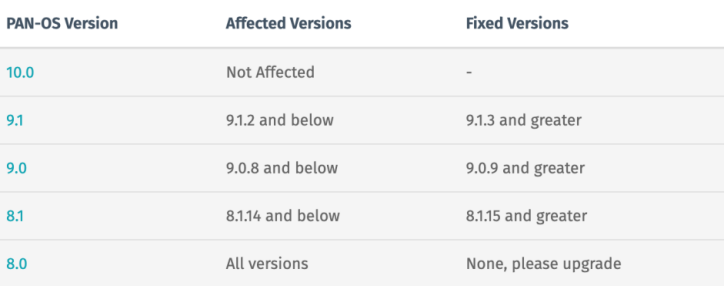 PAN-OS Version Affected Versions Fixed Versions
10.0 Not Affected -
9.1 9.1.2 and below 9.1.3 and greater
9.0 9.0.8 and below 9.0.9 and greater
8.1 8.1.14 and below 8.1.15 and greater
8.0 All versions None, please upgrade